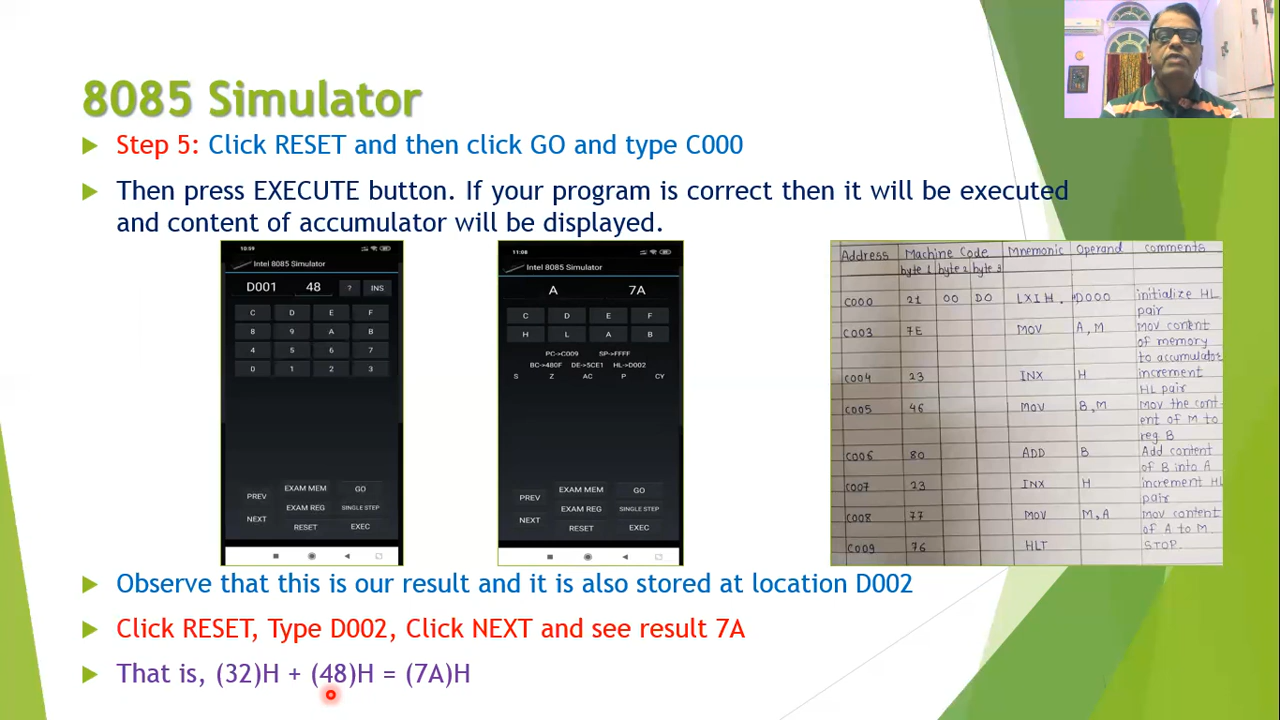 8085 Simulator
Step 5: Click RESET and then click GO and type C000
Then press EXECUTE button. If your program is correct then it will be executed
and content of accumulator will be displayed.
10:59
Intel 8085 Simulator
D001 48 ? INS
C D E F
8 9 A B
4 5 6 7
0 1 2 3
PREV EXAM MEM GO
EXAM REG SINGLE STEP
NEXT RESET EXEC
11:08
Intel 8085 Simulator
A 7A
C D E F
H L A B
PC->C009 SP->FFFF
BC->480F DE->5CE1 HL->D002
S Z AC P CY
PREV EXAM MEM GO
EXAM REG SINGLE STEP
NEXT RESET EXEC
Address Machine Code Mnemonic Operand comments
byte 1 byte 2 byte 3
C000 21 00 D0 LXI H, D000 initialize HL
pair
C003 7E MOV A, M Mov content
of memory
to acumulator
C004 23 INX H increment
HL pair
C005 46 MOV B, M Mov the cont-
ent of M to
reg B
C006 80 ADD B Add content
of B into A
C007 23 INX H increment HL
pair
C008 77 MOV M, A Mov content
of A to M
C009 76 HLT STOP.
Observe that this is our result and it is also stored at location D002
Click RESET, Type D002, Click NEXT and see result 7A
That is, (32)H + (48)H = (7A)H